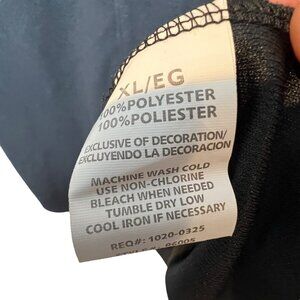 XL/EG
100% POLYESTER
100% POLIESTER
EXCLUSIVE OF DECORATION/
EXCLUYENDO LA DECORACION
MACHINE WASH COLD
USE NON-CHLORINE
BLEACH WHEN NEEDED
TUMBLE DRY LOW
COOL IRON IF NECESSARY
REQ#: 1020-0325